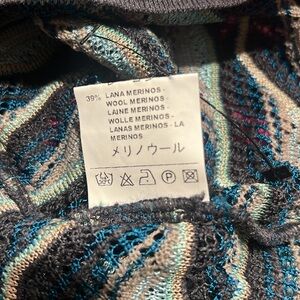 39% LANA MERINOS -
WOOL MERINOS -
LAINE MERINOS -
WOLLE MERINOS -
LANAS MERINOS - LA
MERINOS
メリノウール
P